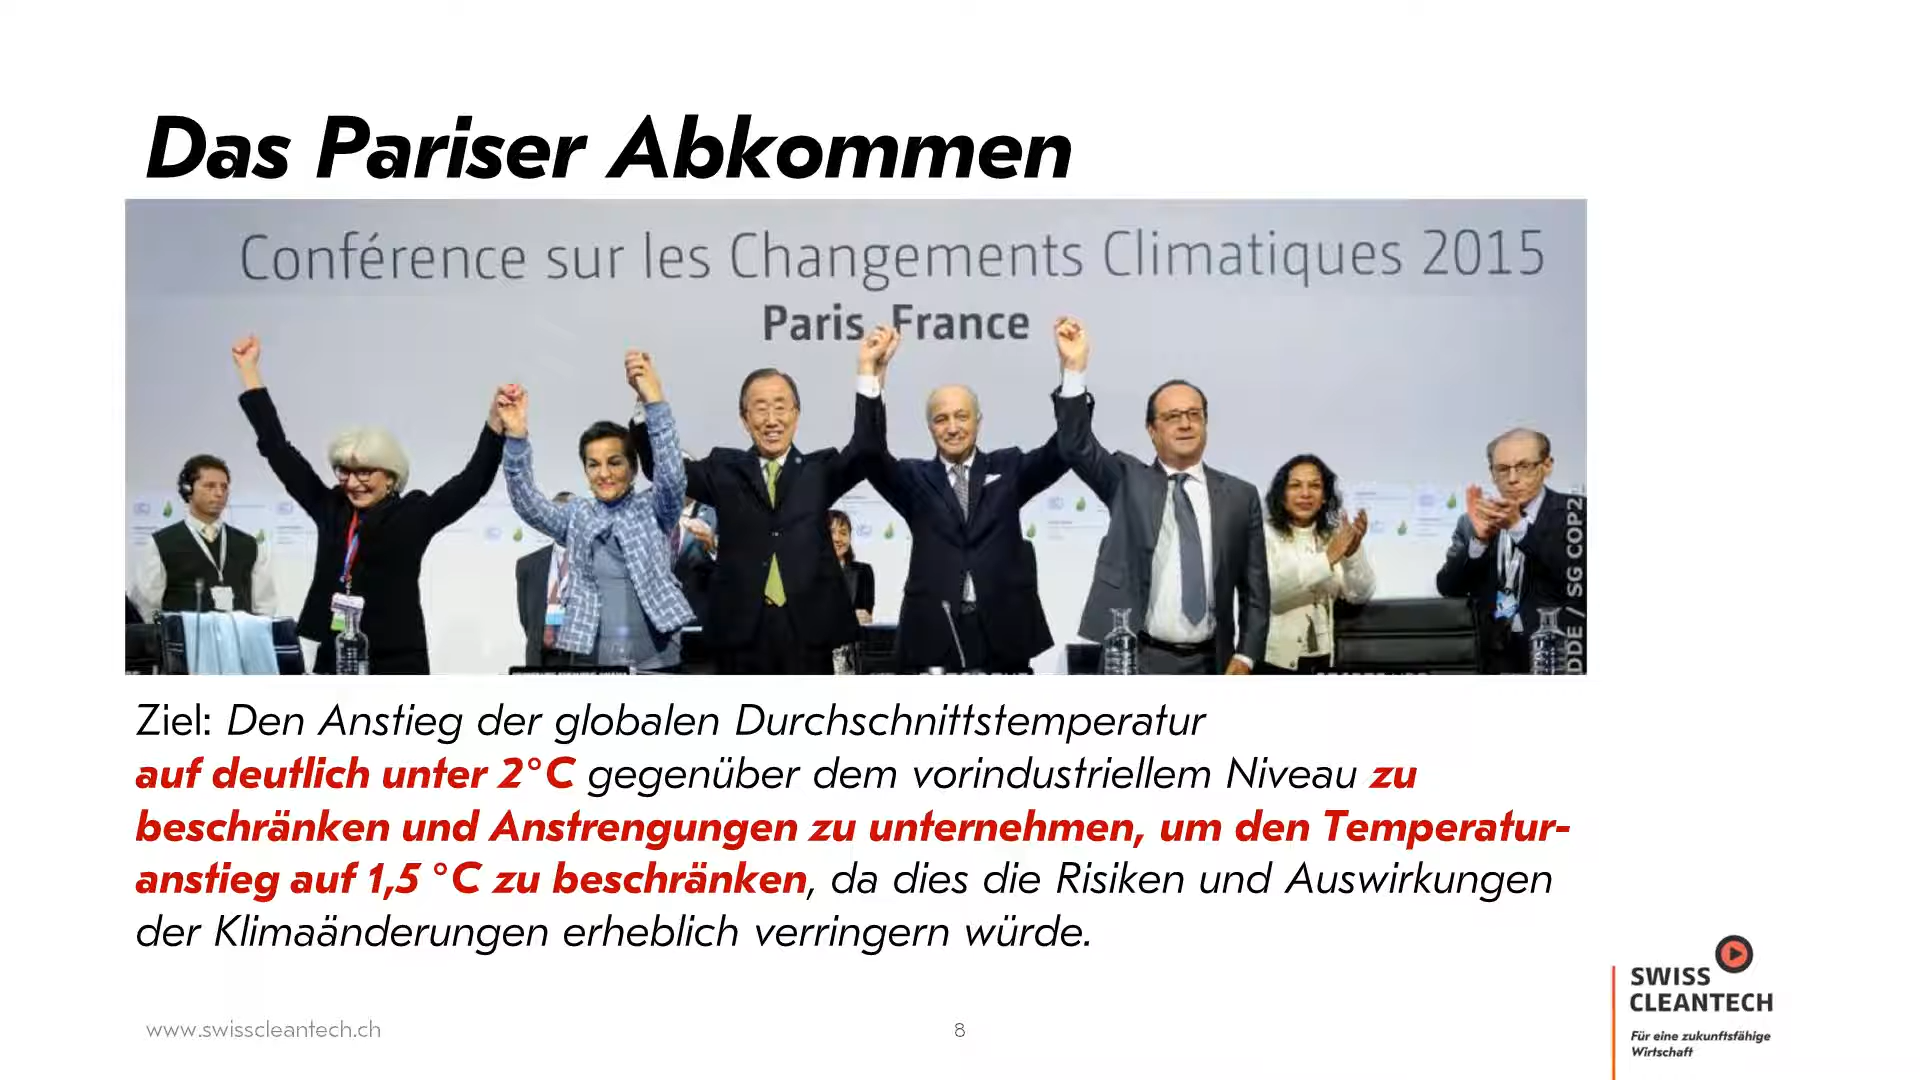 Das Pariser Abkommen
Conférence sur les Changements Climatiques 2015
Paris, France
DDE / SG COP21
Ziel: Den Anstieg der globalen Durchschnittstemperatur
auf deutlich unter 2°C gegenüber dem vorindustriellem Niveau zu
beschränken und Anstrengungen zu unternehmen, um den Temperatur-
anstieg auf 1,5 °C zu beschränken, da dies die Risiken und Auswirkungen
der Klimaänderungen erheblich verringern würde.
SWISS
CLEANTECH
Für eine zukunftsfähige
Wirtschaft
www.swisscleantech.ch
8